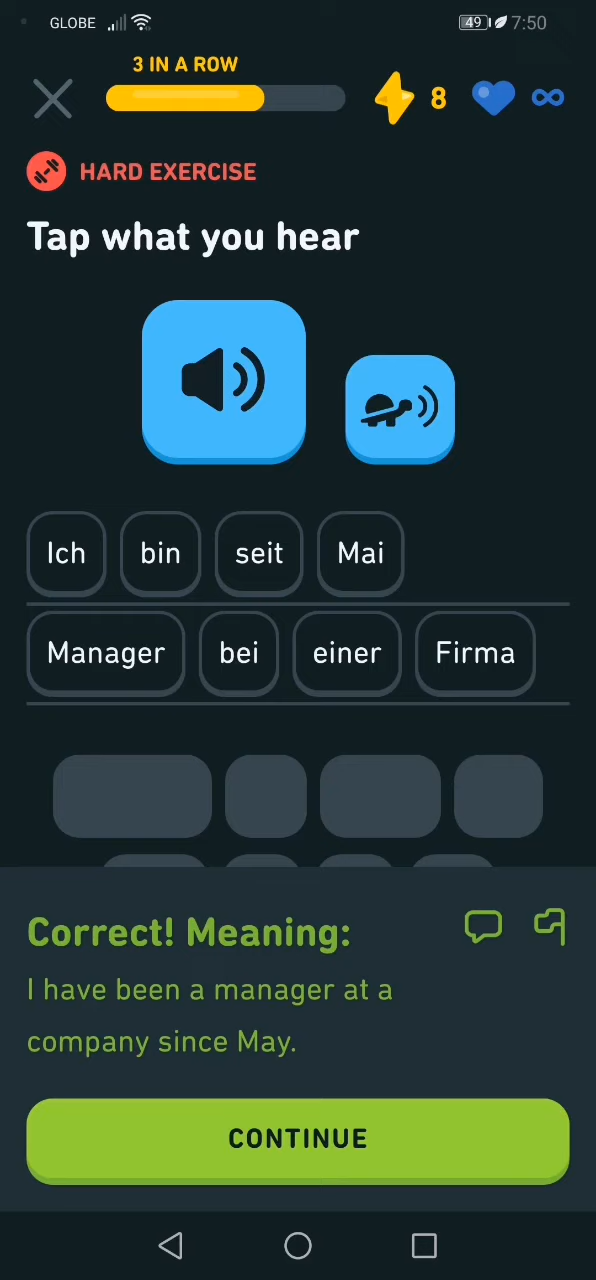 GLOBE 49 7:50
3 IN A ROW
8
HARD EXERCISE
Tap what you hear
Ich bin seit Mai
Manager bei einer Firma
Correct! Meaning:
I have been a manager at a
company since May.
CONTINUE